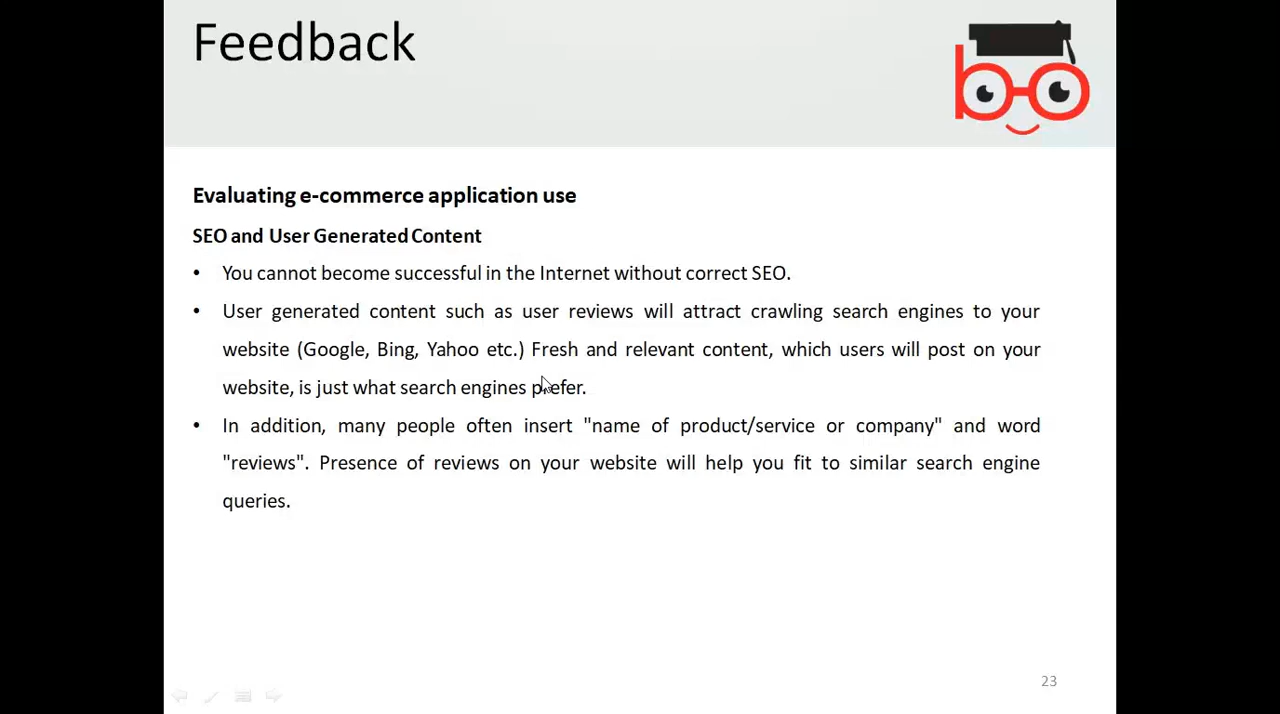 Feedback
Evaluating e-commerce application use
SEO and User Generated Content
• You cannot become successful in the Internet without correct SEO.
• User generated content such as user reviews will attract crawling search engines to your
website (Google, Bing, Yahoo etc.) Fresh and relevant content, which users will post on your
website, is just what search engines prefer.
• In addition, many people often insert "name of product/service or company" and word
"reviews". Presence of reviews on your website will help you fit to similar search engine
queries.
23